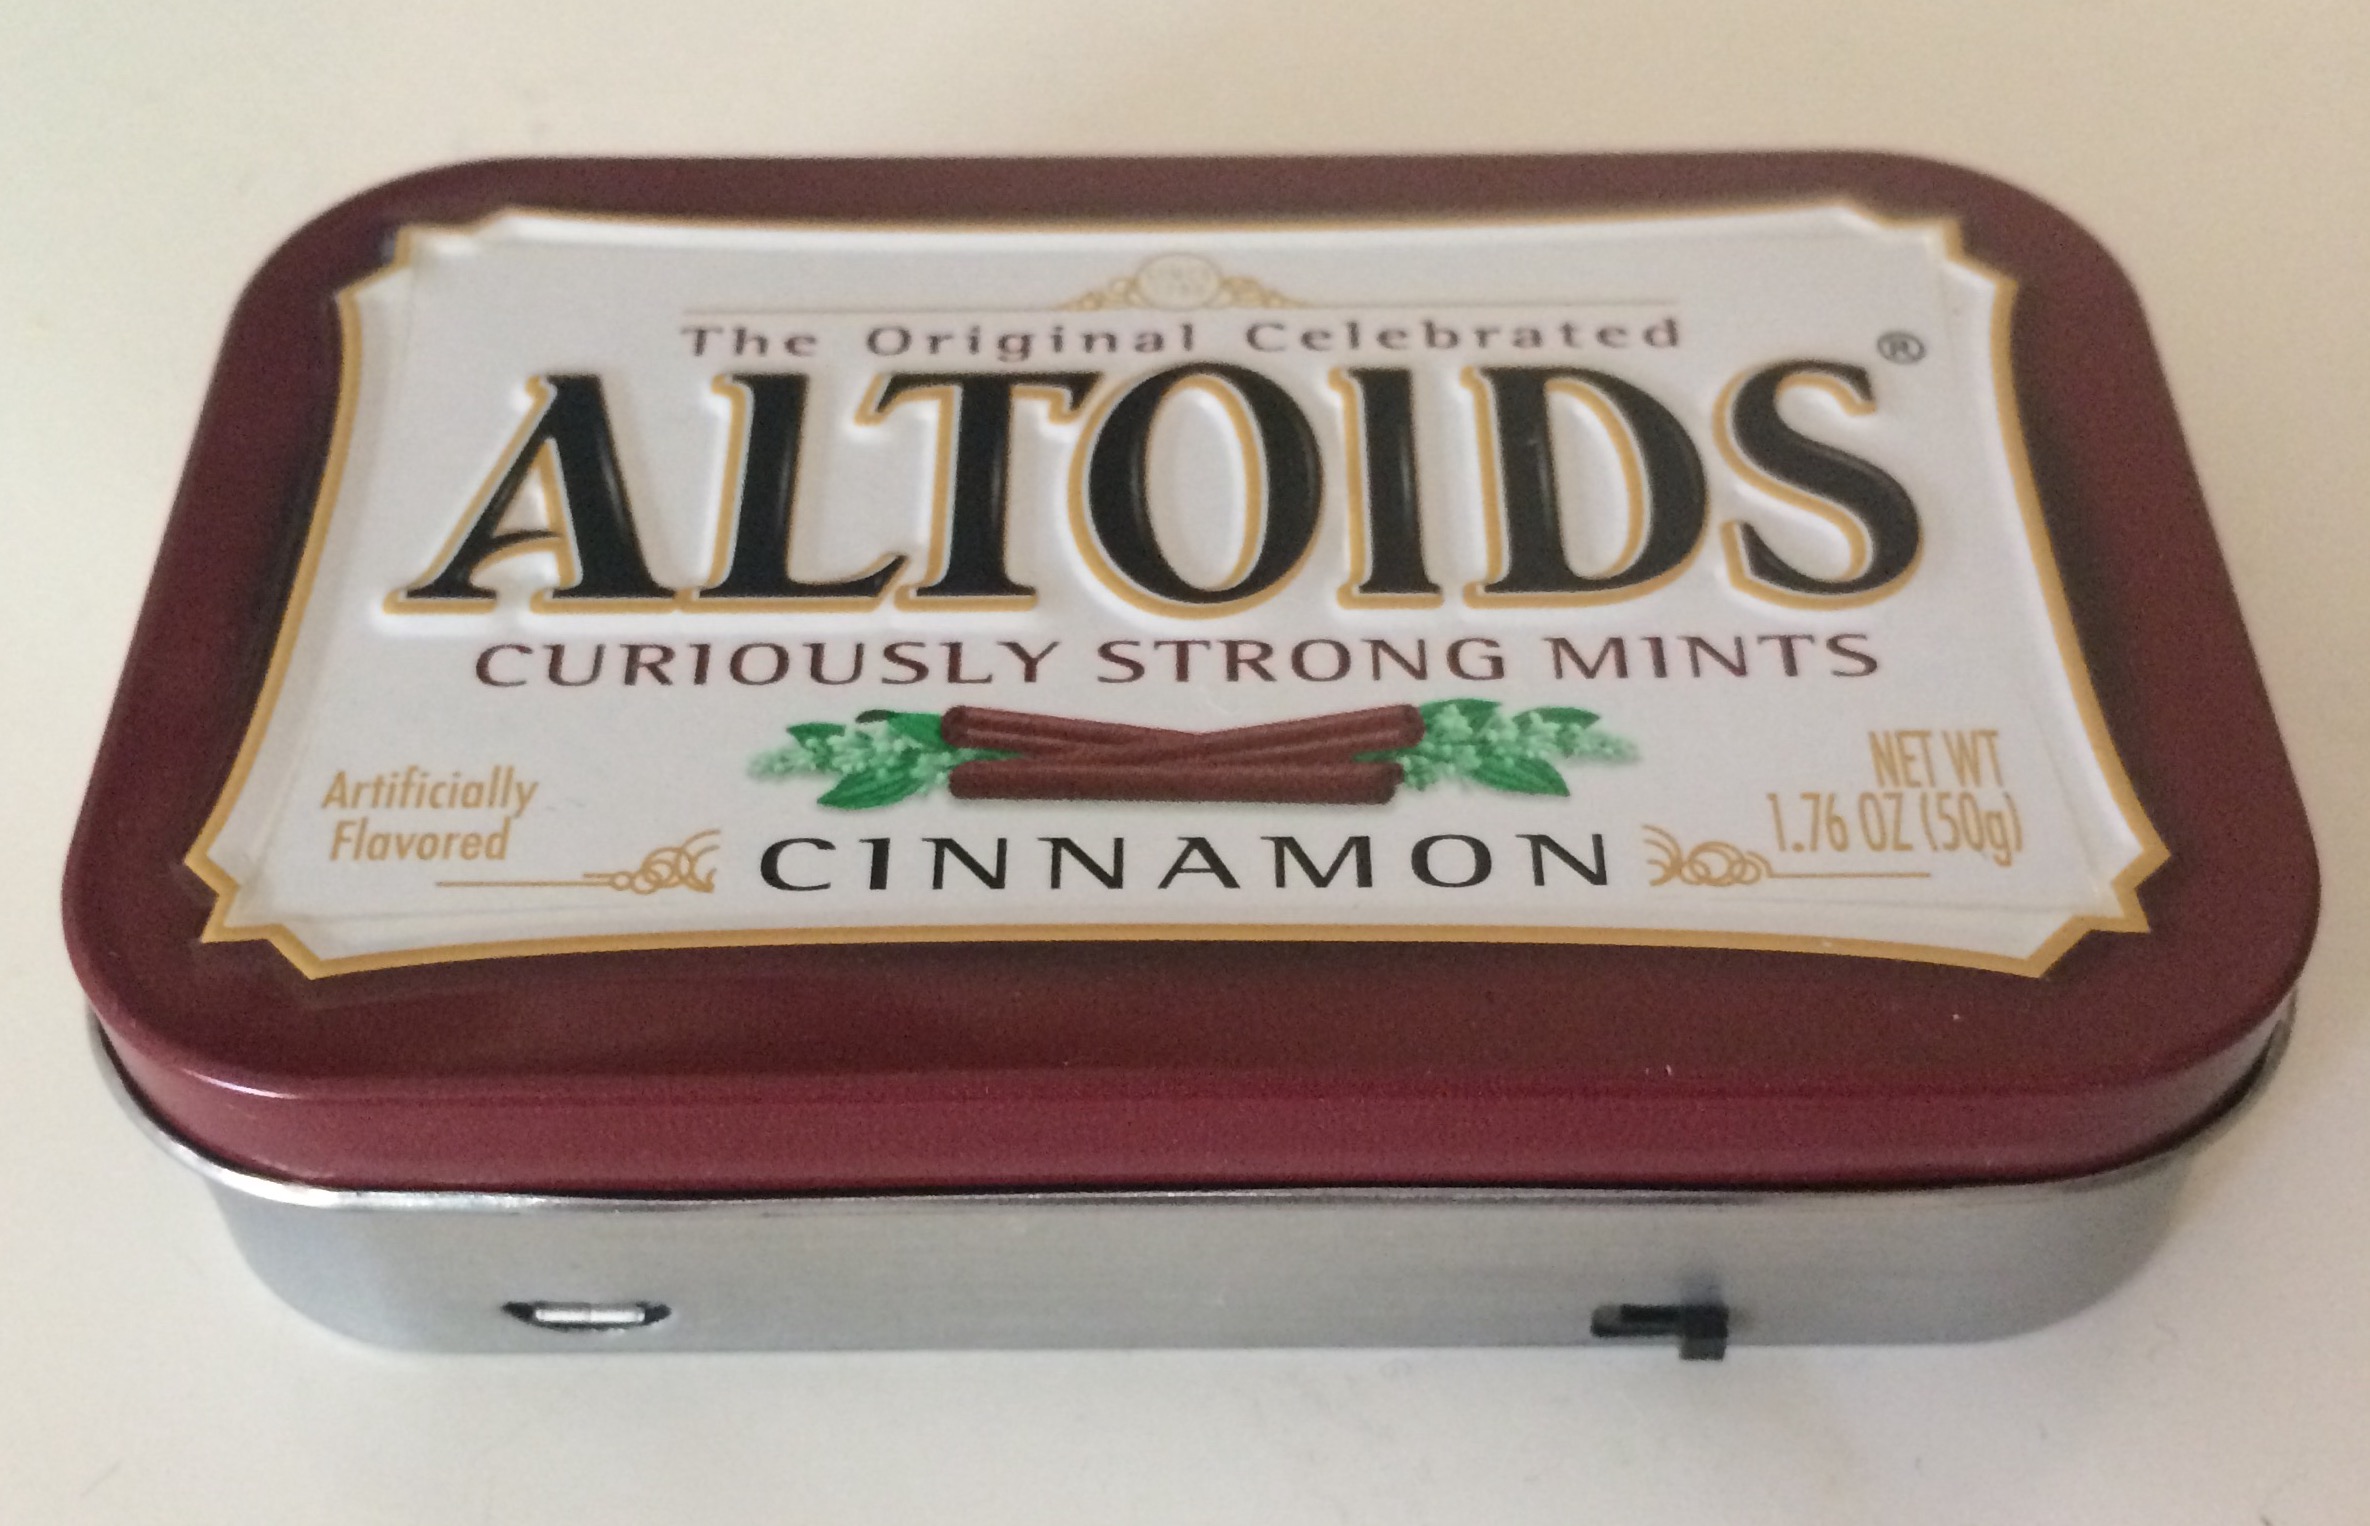 The Original Celebrated
ALTOIDS®
CURIOUSLY STRONG MINTS
Artificially
Flavored
CINNAMON
NET WT
1.76 OZ (50g)